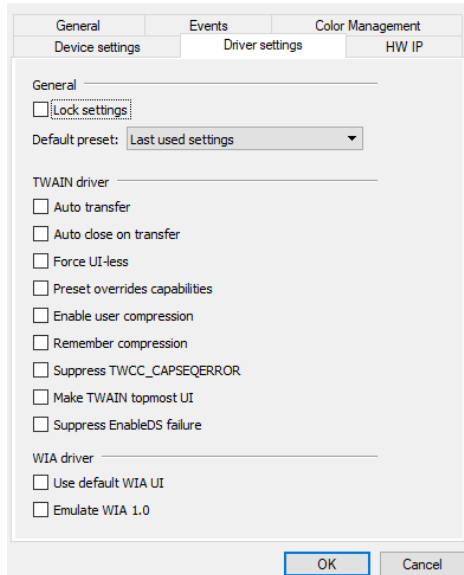 General Events Color Management
Device settings Driver settings HW IP
General
Lock settings
Default preset: Last used settings
TWAIN driver
Auto transfer
Auto close on transfer
Force UI-less
Preset overrides capabilities
Enable user compression
Remember compression
Suppress TWCC_CAPSEQERROR
Make TWAIN topmost UI
Suppress EnableDS failure
WIA driver
Use default WIA UI
Emulate WIA 1.0
OK Cancel